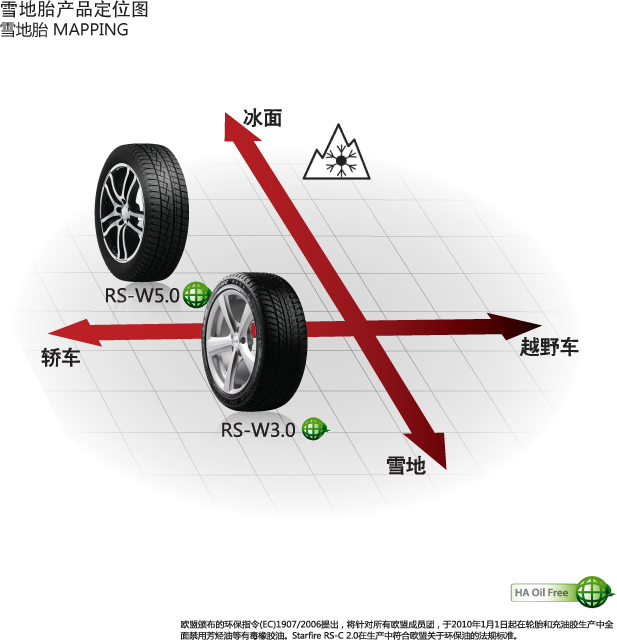 雪地胎产品定位图
雪地胎 MAPPING
冰面
RS-W5.0
轿车
越野车
RS-W3.0
雪地
HA Oil Free
欧盟颁布的环保指令(EC)1907/2006提出，将针对所有欧盟成员国，于2010年1月1日起在轮胎和充油胶生产中全
面禁用芳烃油等有毒橡胶油。Starfire RS-C 2.0在生产中符合欧盟关于环保油的法规标准。